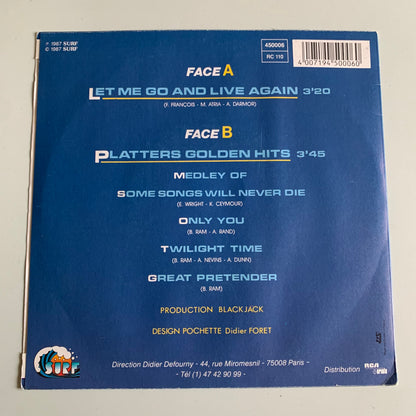 ℗ 1987 SURF
© 1987 SURF
450006
RC 110
4 007194 500060
FACE A
LET ME GO AND LIVE AGAIN 3'20
(F. FRANÇOIS - M. ATRIA - A. DARMOR)
FACE B
PLATTERS GOLDEN HITS 3'45
MEDLEY OF
SOME SONGS WILL NEVER DIE
(E. WRIGHT - K. CEYMOUR)
ONLY YOU
(B. RAM - A. RAND)
TWILIGHT TIME
(B. RAM - A. NEVINS - A. DUNN)
GREAT PRETENDER
(B. RAM)
PRODUCTION BLACKJACK
DESIGN POCHETTE Didier FORET
SURF
Direction Didier Defourny - 44, rue Miromesnil - 75008 Paris -
- Tél (1) 47 42 90 99 -
Distribution
RCA
Ariola